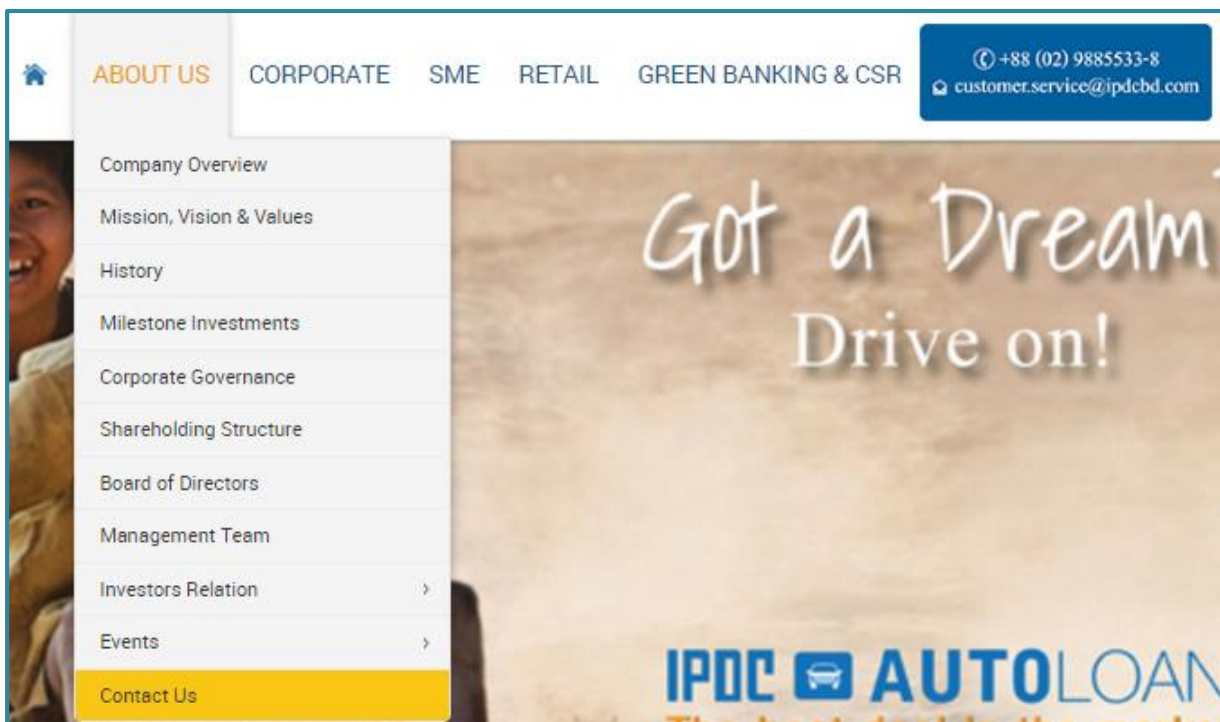 ABOUT US CORPORATE SME RETAIL GREEN BANKING & CSR
+88 (02) 9885533-8
customer.service@ipdcbd.com
Company Overview
Mission, Vision & Values
History
Milestone Investments
Corporate Governance
Shareholding Structure
Board of Directors
Management Team
Investors Relation
Events
Contact Us
Got a Dream
Drive on!
IPDC AUTOLOAN